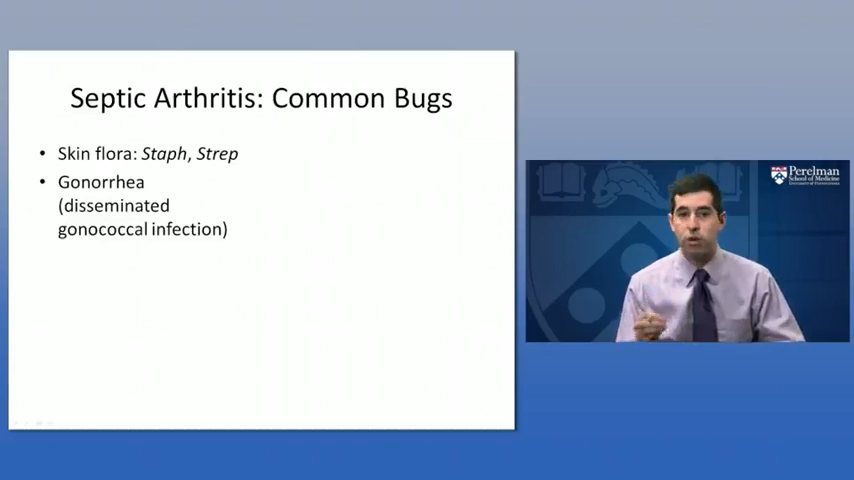 Septic Arthritis: Common Bugs
• Skin flora: Staph, Strep
• Gonorrhea
(disseminated
gonococcal infection)
Perelman
School of Medicine
University of Pennsylvania